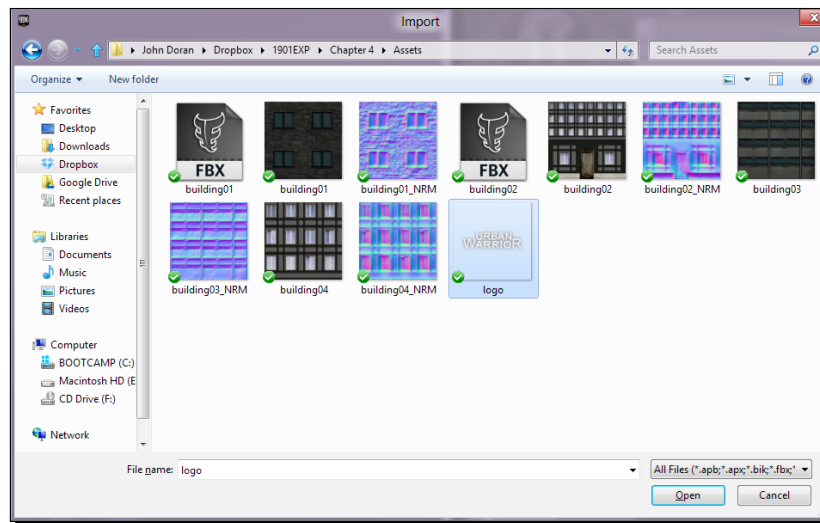 Import
John Doran ▸ Dropbox ▸ 1901EXP ▸ Chapter 4 ▸ Assets
Search Assets
Organize
New folder
Favorites
Desktop
Downloads
Dropbox
Google Drive
Recent places
Libraries
Documents
Music
Pictures
Videos
Computer
BOOTCAMP (C:)
Macintosh HD (E
CD Drive (F:)
Network
FBX
FBX
building01
building01
building01_NRM
building02
building02
building02_NRM
building03
URBAN
WARRIOR
building03_NRM
building04
building04_NRM
logo
File name: logo
All Files (*.apb;*.apx;*.bik;*.fbx;*
Open
Cancel